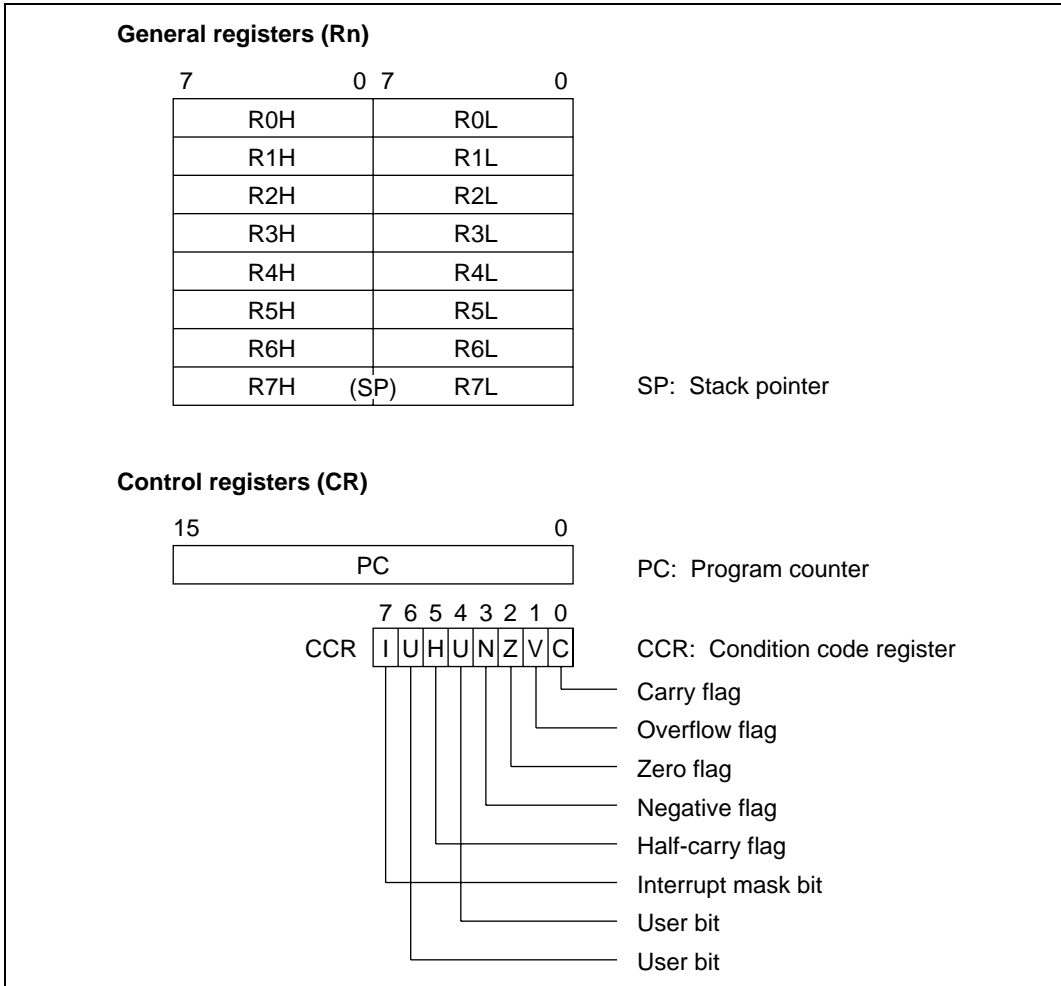 General registers (Rn)
7 0 7 0
R0H R0L
R1H R1L
R2H R2L
R3H R3L
R4H R4L
R5H R5L
R6H R6L
R7H (SP) R7L SP: Stack pointer
Control registers (CR)
15 0
PC PC: Program counter
7 6 5 4 3 2 1 0
CCR I U H U N Z V C CCR: Condition code register
Carry flag
Overflow flag
Zero flag
Negative flag
Half-carry flag
Interrupt mask bit
User bit
User bit